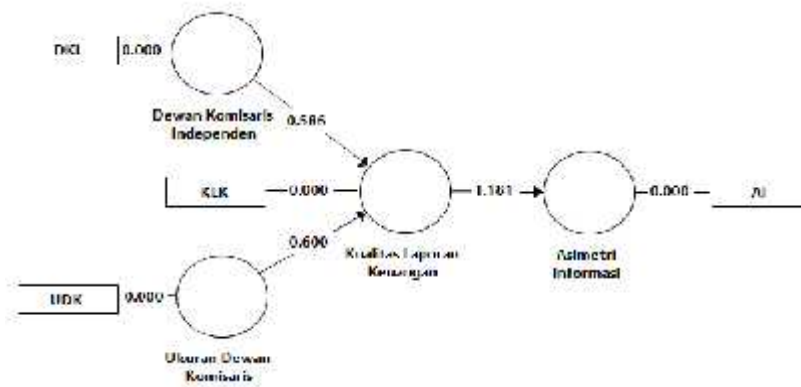 DKI 0.000
Dewan Komisaris
Independen
0.586
KLK 0.000 1.181 0.000 AI
0.600
Kualitas Laporan
Keuangan
Asimetri
Informasi
UDK 0.000
Ukuran Dewan
Komisaris